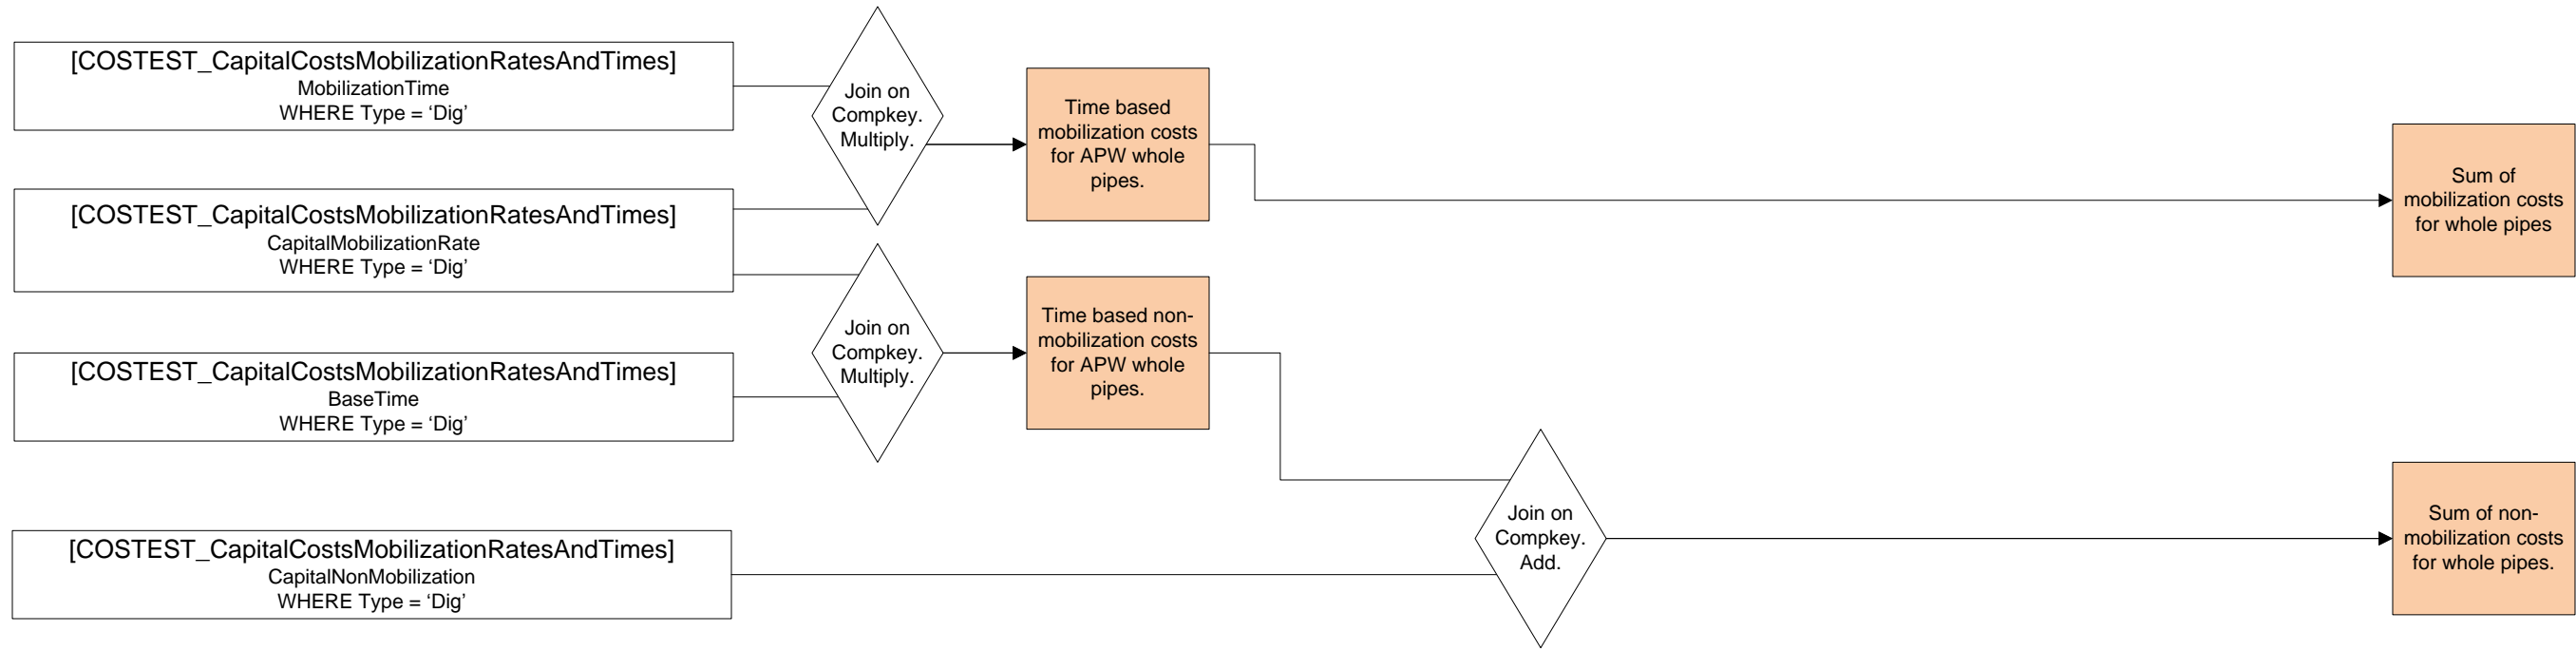 [COSTEST_CapitalCostsMobilizationRatesAndTimes]
MobilizationTime
WHERE Type = ‘Dig’
Join on
Compkey.
Multiply.
Time based
mobilization costs
for APW whole
pipes.
Sum of
mobilization costs
for whole pipes
[COSTEST_CapitalCostsMobilizationRatesAndTimes]
CapitalMobilizationRate
WHERE Type = ‘Dig’
Join on
Compkey.
Multiply.
Time based non-
mobilization costs
for APW whole
pipes.
[COSTEST_CapitalCostsMobilizationRatesAndTimes]
BaseTime
WHERE Type = ‘Dig’
Join on
Compkey.
Add.
Sum of non-
mobilization costs
for whole pipes.
[COSTEST_CapitalCostsMobilizationRatesAndTimes]
CapitalNonMobilization
WHERE Type = ‘Dig’